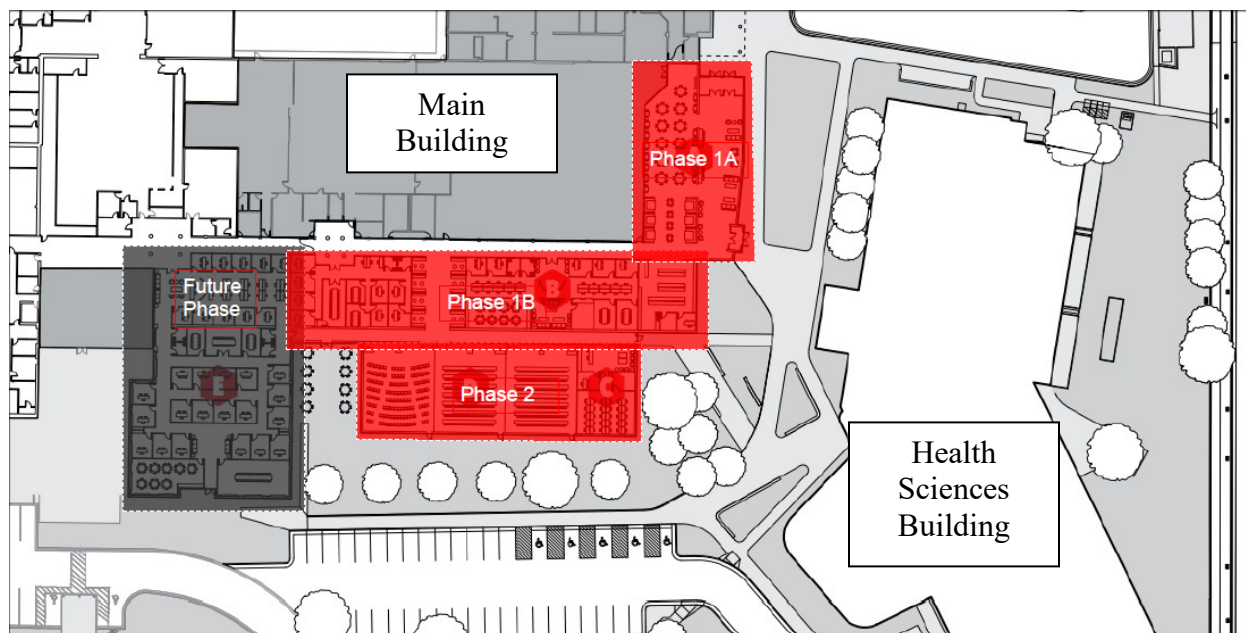 Main
Building
A
Phase 1A
Future
Phase
B
Phase 1B
E
D
Phase 2
C
Health
Sciences
Building